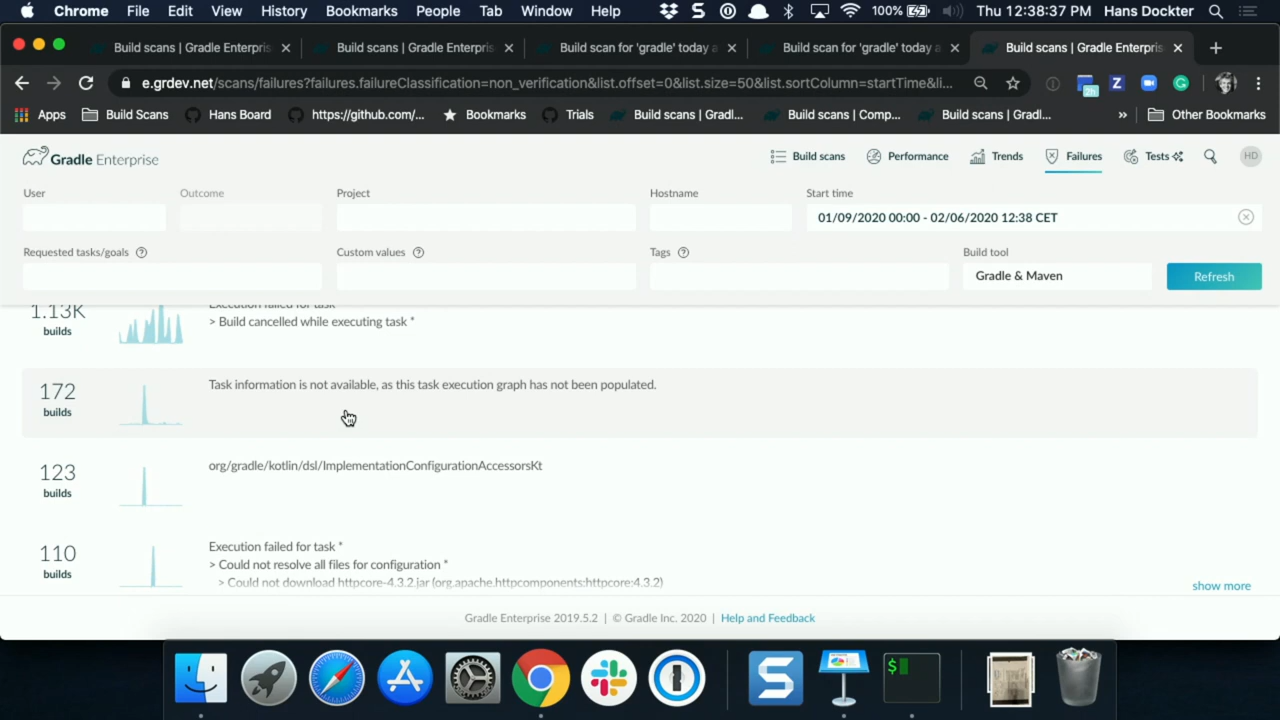 Chrome File Edit View History Bookmarks People Tab Window Help 100% Thu 12:38:37 PM Hans Dockter
Build scans | Gradle Enterpris
Build scans | Gradle Enterpris
Build scan for 'gradle' today a
Build scan for 'gradle' today a
Build scans | Gradle Enterpris
e.grdev.net/scans/failures?failures.failureClassification=non_verification&list.offset=0&list.size=50&list.sortColumn=startTime&li...
Apps Build Scans Hans Board https://github.com/... Bookmarks Trials Build scans | Gradl... Build scans | Comp... Build scans | Gradl... » Other Bookmarks
Gradle Enterprise
Build scans Performance Trends Failures Tests HD
User Outcome Project Hostname Start time
01/09/2020 00:00 - 02/06/2020 12:38 CET
Requested tasks/goals ? Custom values ? Tags ? Build tool
Gradle & Maven Refresh
1.13K
builds
Execution failed for task
> Build cancelled while executing task *
172
builds
Task information is not available, as this task execution graph has not been populated.
123
builds
org/gradle/kotlin/dsl/ImplementationConfigurationAccessorsKt
110
builds
Execution failed for task *
> Could not resolve all files for configuration *
> Could not download httpcore-4.3.2.jar (org.apache.httpcomponents:httpcore:4.3.2)
show more
Gradle Enterprise 2019.5.2 | © Gradle Inc. 2020 | Help and Feedback